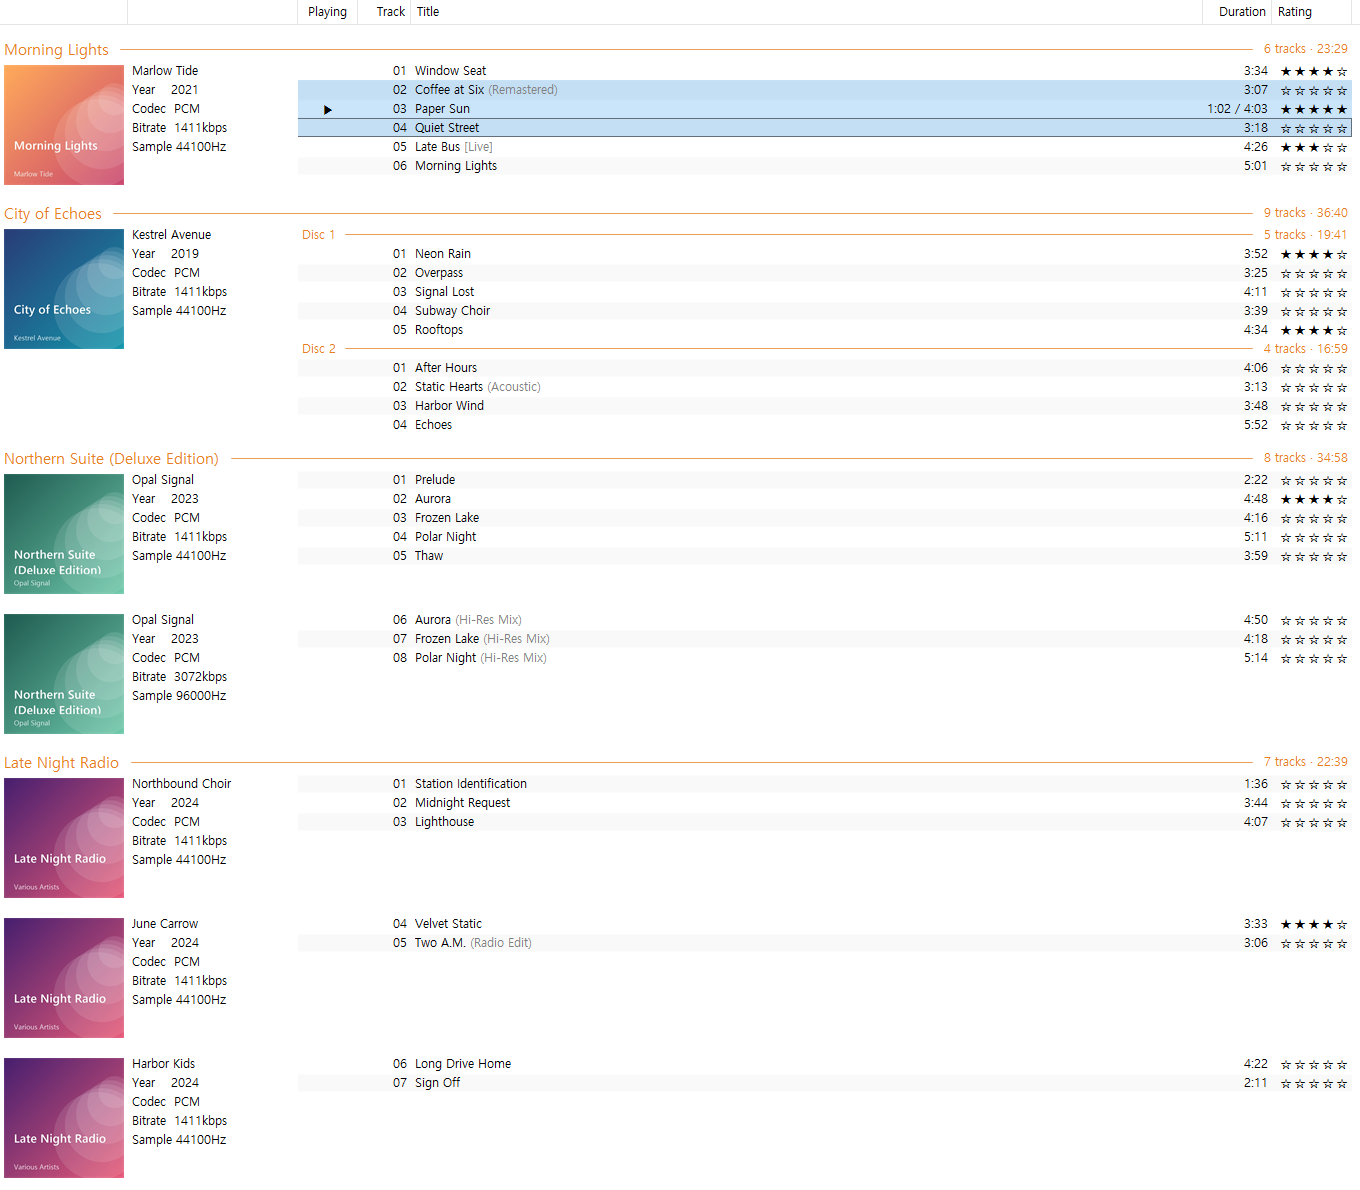 Playing Track Title Duration Rating
Morning Lights 6 tracks · 23:29
Morning Lights
Marlow Tide
Marlow Tide
Year 2021
Codec PCM
Bitrate 1411kbps
Sample 44100Hz
01 Window Seat 3:34 ★★★★☆
02 Coffee at Six (Remastered) 3:07 ☆☆☆☆☆
▶ 03 Paper Sun 1:02 / 4:03 ★★★★★
04 Quiet Street 3:18 ☆☆☆☆☆
05 Late Bus [Live] 4:26 ★★★☆☆
06 Morning Lights 5:01 ☆☆☆☆☆
City of Echoes 9 tracks · 36:40
City of Echoes
Kestrel Avenue
Kestrel Avenue
Year 2019
Codec PCM
Bitrate 1411kbps
Sample 44100Hz
Disc 1 5 tracks · 19:41
01 Neon Rain 3:52 ★★★★☆
02 Overpass 3:25 ☆☆☆☆☆
03 Signal Lost 4:11 ☆☆☆☆☆
04 Subway Choir 3:39 ☆☆☆☆☆
05 Rooftops 4:34 ★★★★☆
Disc 2 4 tracks · 16:59
01 After Hours 4:06 ☆☆☆☆☆
02 Static Hearts (Acoustic) 3:13 ☆☆☆☆☆
03 Harbor Wind 3:48 ☆☆☆☆☆
04 Echoes 5:52 ☆☆☆☆☆
Northern Suite (Deluxe Edition) 8 tracks · 34:58
Northern Suite
(Deluxe Edition)
Opal Signal
Opal Signal
Year 2023
Codec PCM
Bitrate 1411kbps
Sample 44100Hz
01 Prelude 2:22 ☆☆☆☆☆
02 Aurora 4:48 ★★★★☆
03 Frozen Lake 4:16 ☆☆☆☆☆
04 Polar Night 5:11 ☆☆☆☆☆
05 Thaw 3:59 ☆☆☆☆☆
Northern Suite
(Deluxe Edition)
Opal Signal
Opal Signal
Year 2023
Codec PCM
Bitrate 3072kbps
Sample 96000Hz
06 Aurora (Hi-Res Mix) 4:50 ☆☆☆☆☆
07 Frozen Lake (Hi-Res Mix) 4:18 ☆☆☆☆☆
08 Polar Night (Hi-Res Mix) 5:14 ☆☆☆☆☆
Late Night Radio 7 tracks · 22:39
Late Night Radio
Various Artists
Northbound Choir
Year 2024
Codec PCM
Bitrate 1411kbps
Sample 44100Hz
01 Station Identification 1:36 ☆☆☆☆☆
02 Midnight Request 3:44 ☆☆☆☆☆
03 Lighthouse 4:07 ☆☆☆☆☆
Late Night Radio
Various Artists
June Carrow
Year 2024
Codec PCM
Bitrate 1411kbps
Sample 44100Hz
04 Velvet Static 3:33 ★★★★☆
05 Two A.M. (Radio Edit) 3:06 ☆☆☆☆☆
Late Night Radio
Various Artists
Harbor Kids
Year 2024
Codec PCM
Bitrate 1411kbps
Sample 44100Hz
06 Long Drive Home 4:22 ☆☆☆☆☆
07 Sign Off 2:11 ☆☆☆☆☆